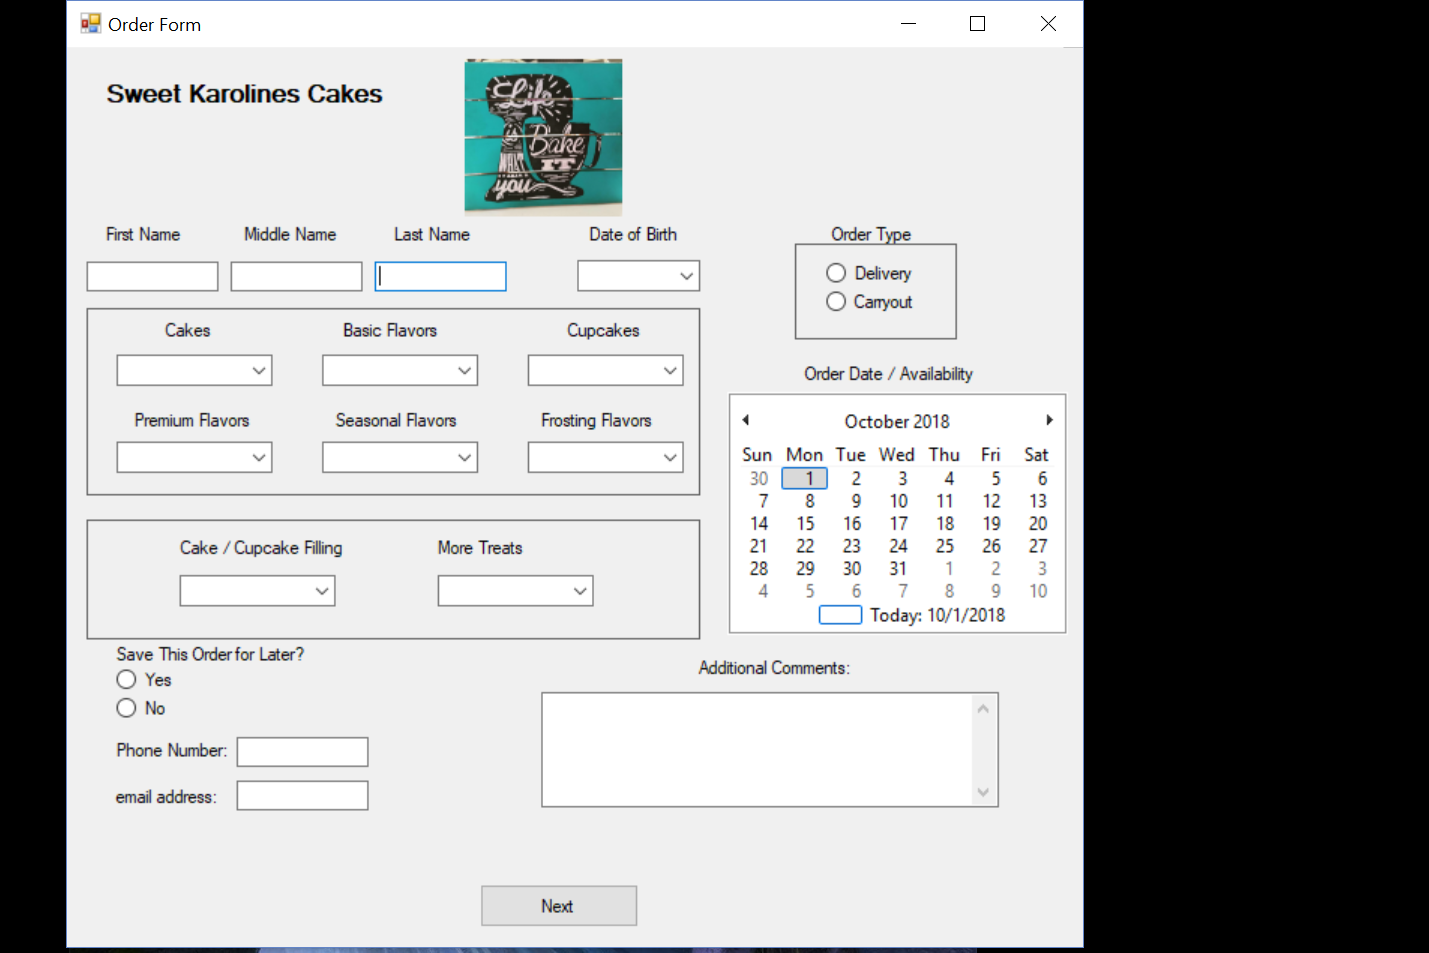 Order Form
Sweet Karolines Cakes
Life
is
WHAT
you
Bake
IT
First Name Middle Name Last Name Date of Birth Order Type
Delivery
Carryout
Cakes Basic Flavors Cupcakes
Premium Flavors Seasonal Flavors Frosting Flavors
Order Date / Availability
October 2018
Sun Mon Tue Wed Thu Fri Sat
30 1 2 3 4 5 6
7 8 9 10 11 12 13
14 15 16 17 18 19 20
21 22 23 24 25 26 27
28 29 30 31 1 2 3
4 5 6 7 8 9 10
Today: 10/1/2018
Cake / Cupcake Filling More Treats
Save This Order for Later?
Yes
No
Phone Number:
email address:
Additional Comments:
Next